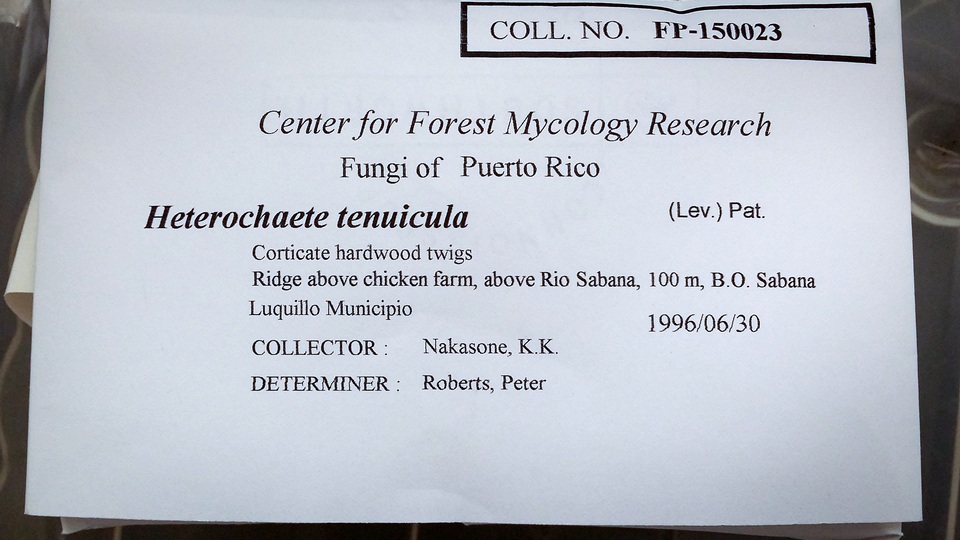 COLL. NO. FP-150023
Center for Forest Mycology Research
Fungi of Puerto Rico
Heterochaete tenuicula (Lev.) Pat.
Corticate hardwood twigs
Ridge above chicken farm, above Rio Sabana, 100 m, B.O. Sabana
Luquillo Municipio
1996/06/30
COLLECTOR : Nakasone, K.K.
DETERMINER : Roberts, Peter